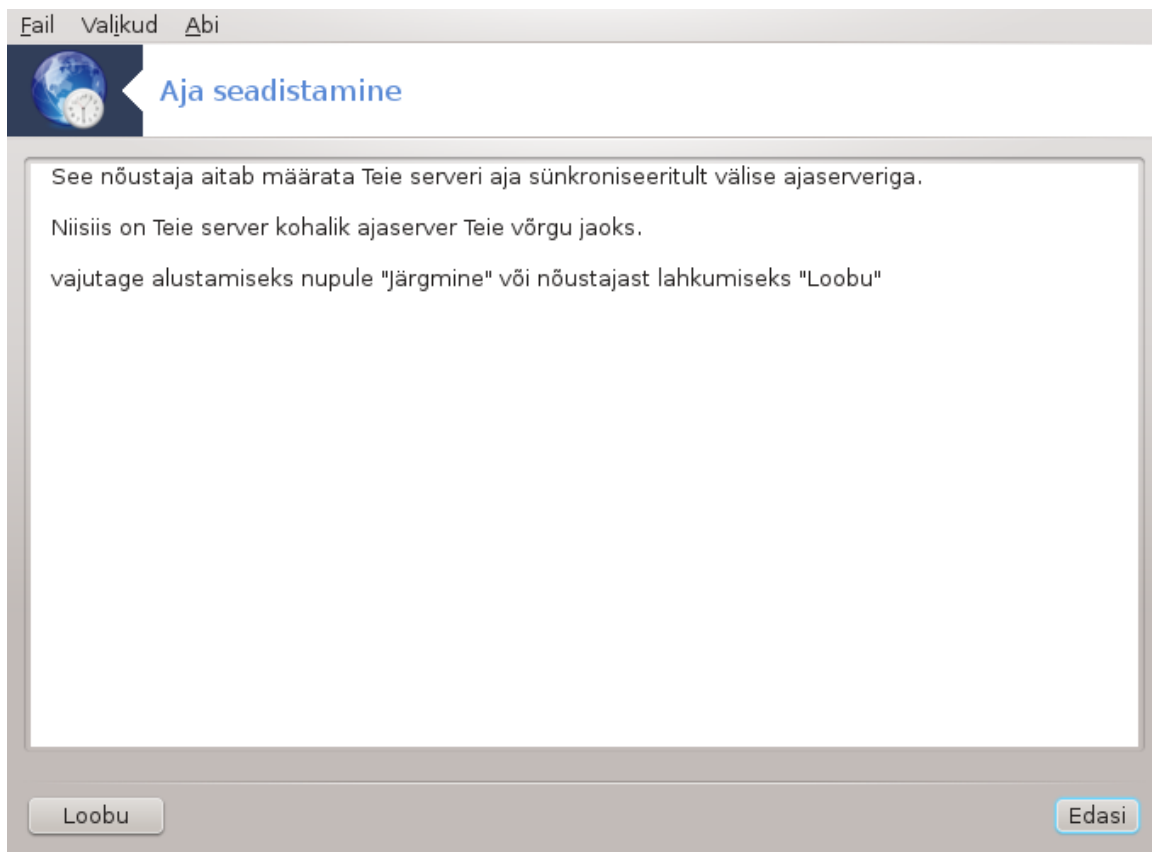 Fail Valikud Abi
Aja seadistamine
See nõustaja aitab määrata Teie serveri aja sünkroniseeritult välise ajaserveriga.
Niisiis on Teie server kohalik ajaserver Teie võrgu jaoks.
vajutage alustamiseks nupule "Järgmine" või nõustajast lahkumiseks "Loobu"
Loobu Edasi